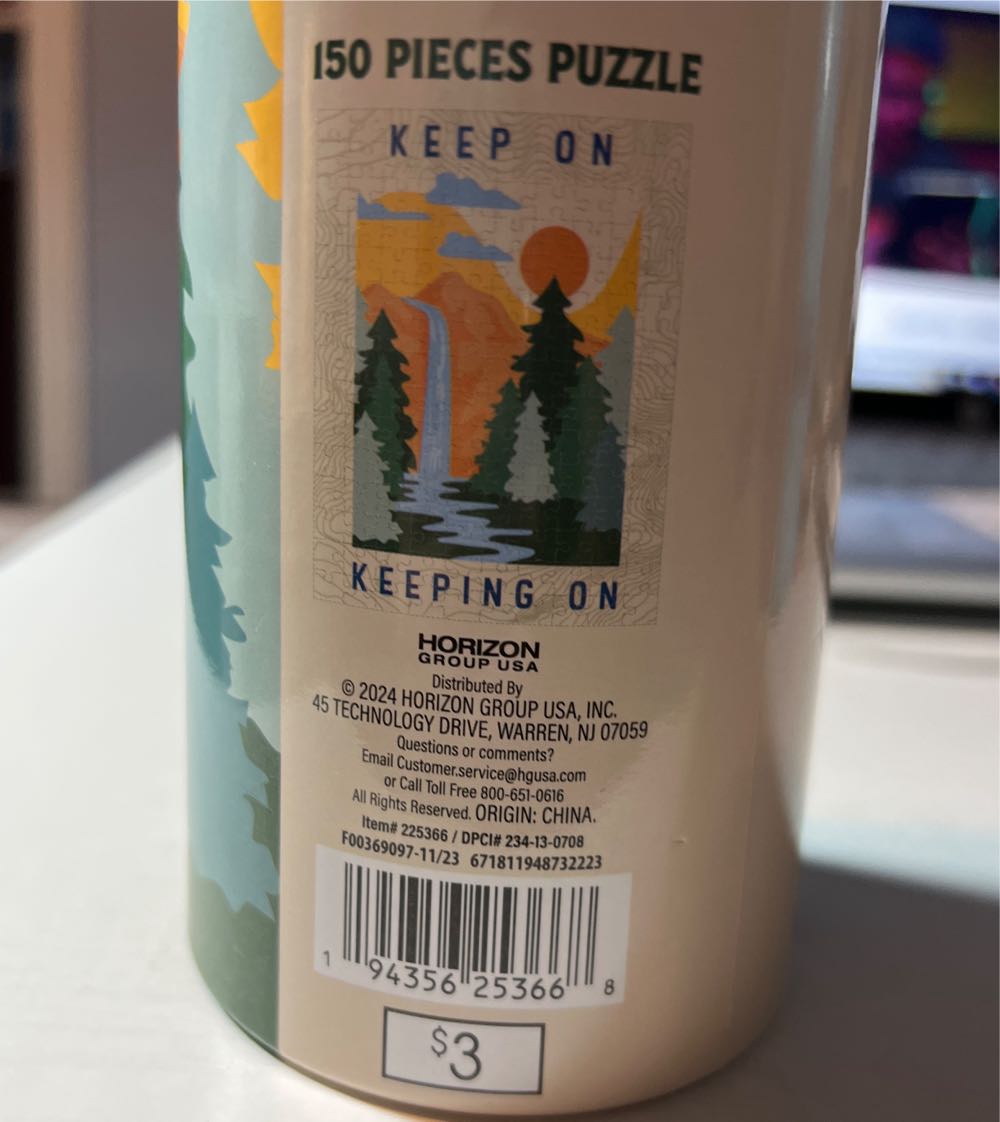 150 PIECES PUZZLE
KEEP ON
KEEPING ON
HORIZON
GROUP USA
Distributed By
© 2024 HORIZON GROUP USA, INC.
45 TECHNOLOGY DRIVE, WARREN, NJ 07059
Questions or comments?
Email Customer.service@hgusa.com
or Call Toll Free 800-651-0616
All Rights Reserved. ORIGIN: CHINA.
Item# 225366 / DPCI# 234-13-0708
F00369097-11/23 671811948732223
1 94356 25366 8
$3